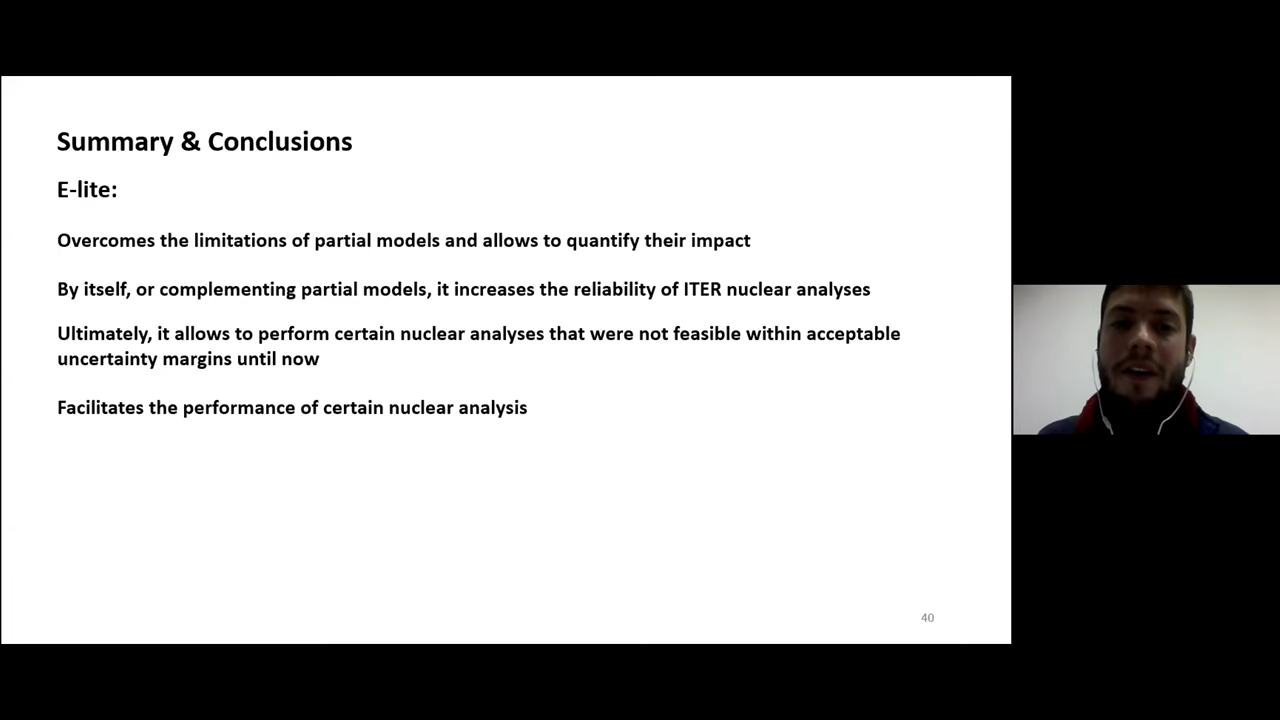 Summary & Conclusions
E-lite:
Overcomes the limitations of partial models and allows to quantify their impact
By itself, or complementing partial models, it increases the reliability of ITER nuclear analyses
Ultimately, it allows to perform certain nuclear analyses that were not feasible within acceptable
uncertainty margins until now
Facilitates the performance of certain nuclear analysis
40